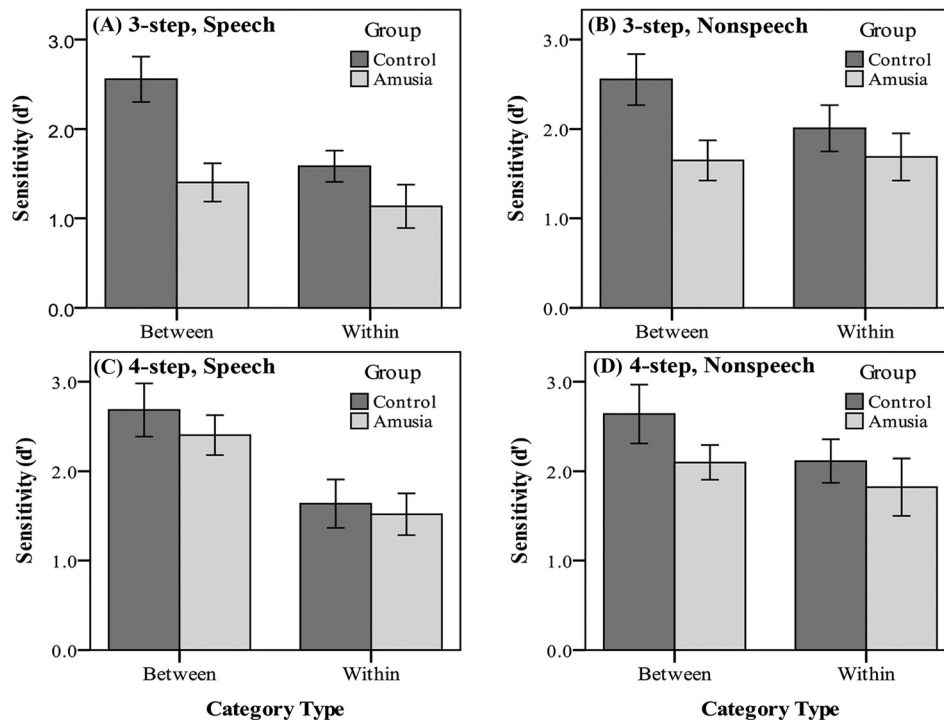 (A) 3-step, Speech
Group
Control
Amusia
3.0
2.0
1.0
0.0
Sensitivity (d')
Between
Within
(B) 3-step, Nonspeech
Group
Control
Amusia
3.0
2.0
1.0
0.0
Sensitivity (d')
Between
Within
(C) 4-step, Speech
Group
Control
Amusia
3.0
2.0
1.0
0.0
Sensitivity (d')
Between
Within
Category Type
(D) 4-step, Nonspeech
Group
Control
Amusia
3.0
2.0
1.0
0.0
Sensitivity (d')
Between
Within
Category Type